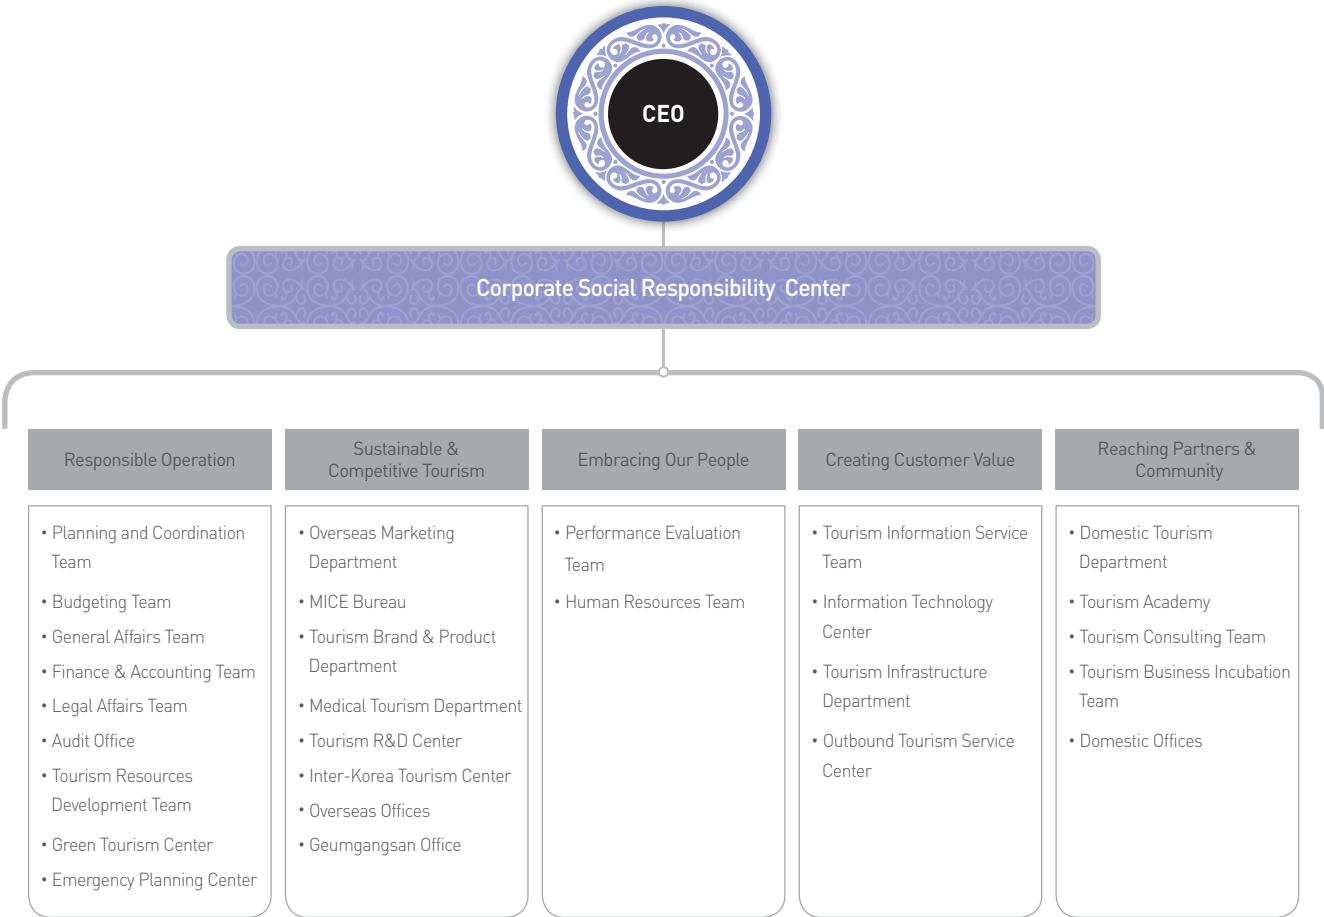 CEO
Corporate Social Responsibility Center
Responsible Operation
• Planning and Coordination
Team
• Budgeting Team
• General Affairs Team
• Finance & Accounting Team
• Legal Affairs Team
• Audit Office
• Tourism Resources
Development Team
• Green Tourism Center
• Emergency Planning Center
Sustainable &
Competitive Tourism
• Overseas Marketing
Department
• MICE Bureau
• Tourism Brand & Product
Department
• Medical Tourism Department
• Tourism R&D Center
• Inter-Korea Tourism Center
• Overseas Offices
• Geumgangsan Office
Embracing Our People
• Performance Evaluation
Team
• Human Resources Team
Creating Customer Value
• Tourism Information Service
Team
• Information Technology
Center
• Tourism Infrastructure
Department
• Outbound Tourism Service
Center
Reaching Partners &
Community
• Domestic Tourism
Department
• Tourism Academy
• Tourism Consulting Team
• Tourism Business Incubation
Team
• Domestic Offices